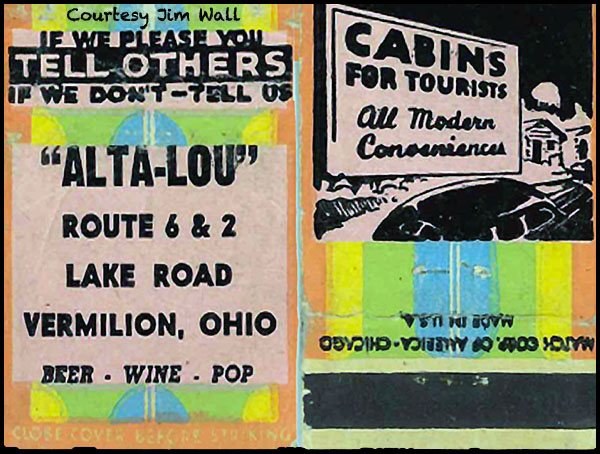 Courtesy Jim Wall
IF WE PLEASE YOU
TELL OTHERS
IF WE DON'T-TELL US
"ALTA-LOU"
ROUTE 6 & 2
LAKE ROAD
VERMILION, OHIO
BEER - WINE - POP
CLOSE COVER BEFORE STRIKING
CABINS
FOR TOURISTS
All Modern
Conveniences
MATCH CORP. OF AMERICA-CHICAGO
MADE IN U.S.A.